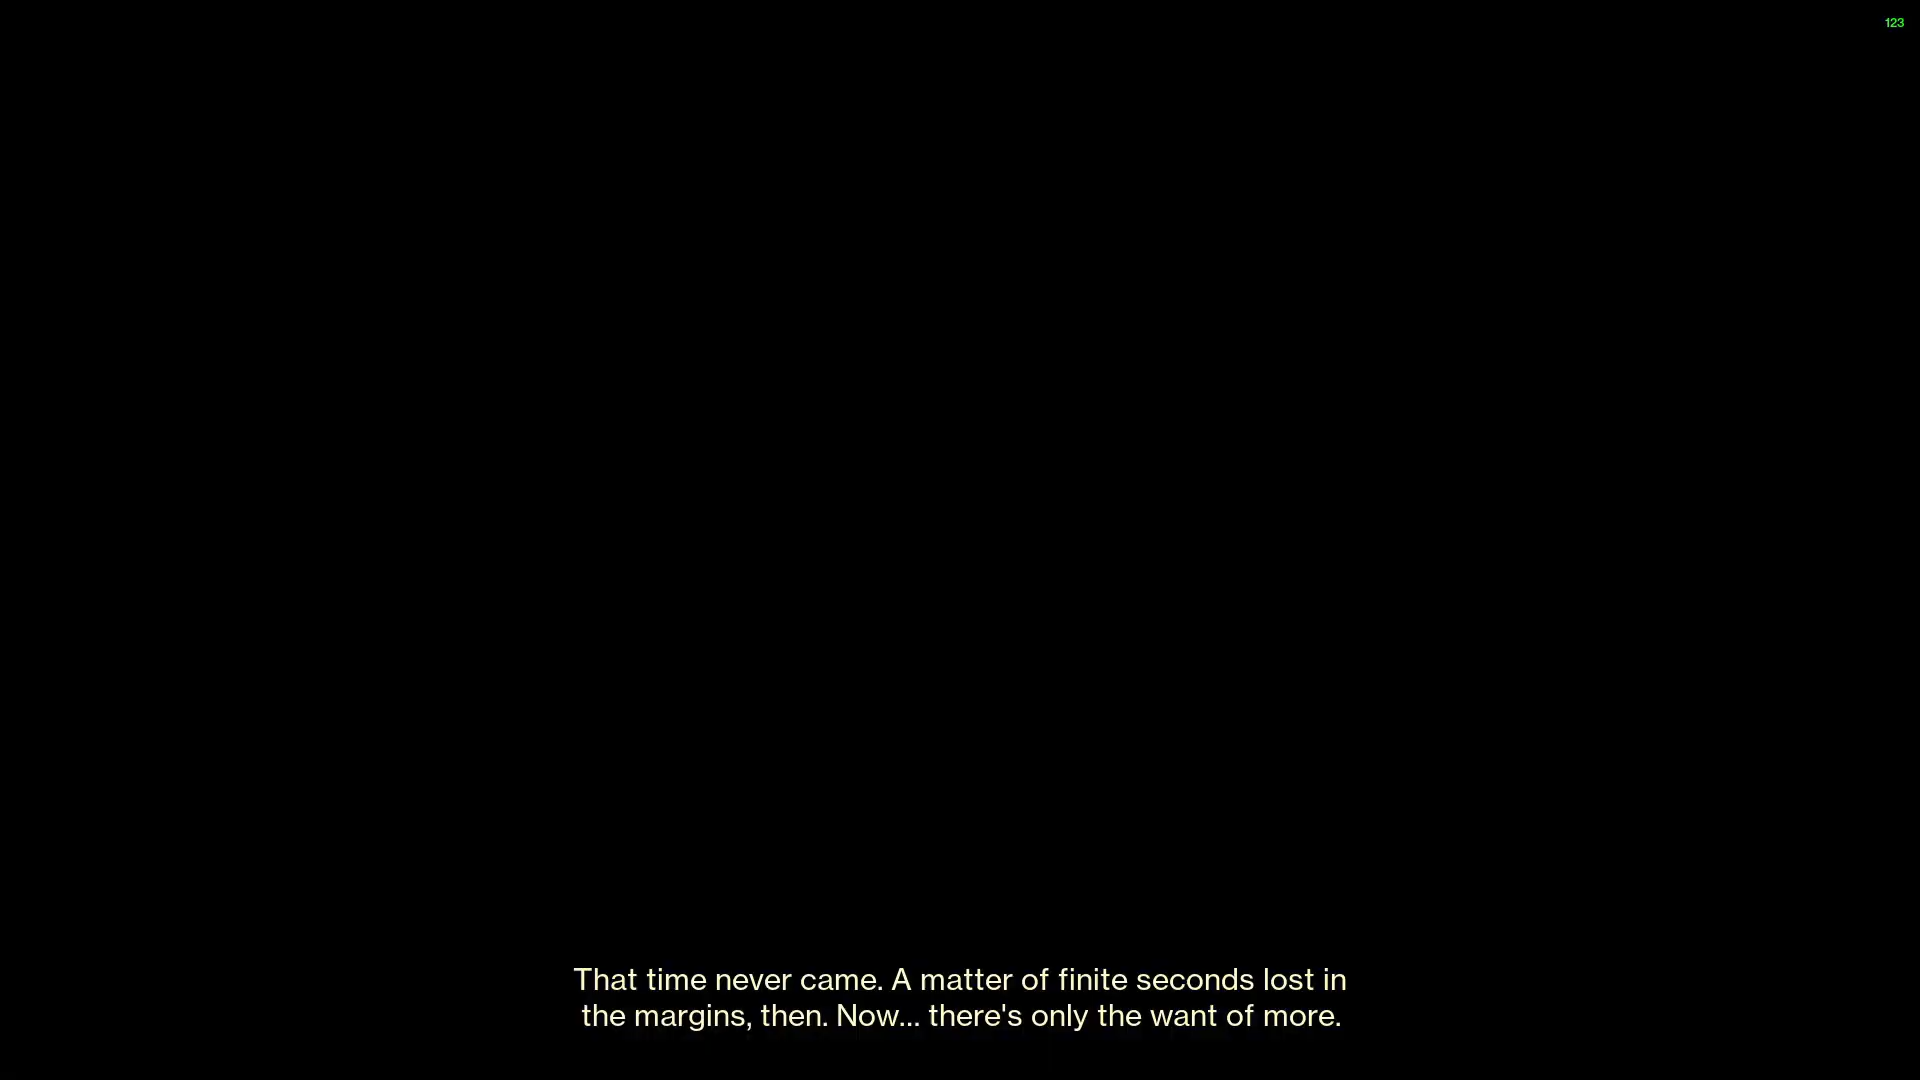 123
That time never came. A matter of finite seconds lost in
the margins, then. Now... there's only the want of more.